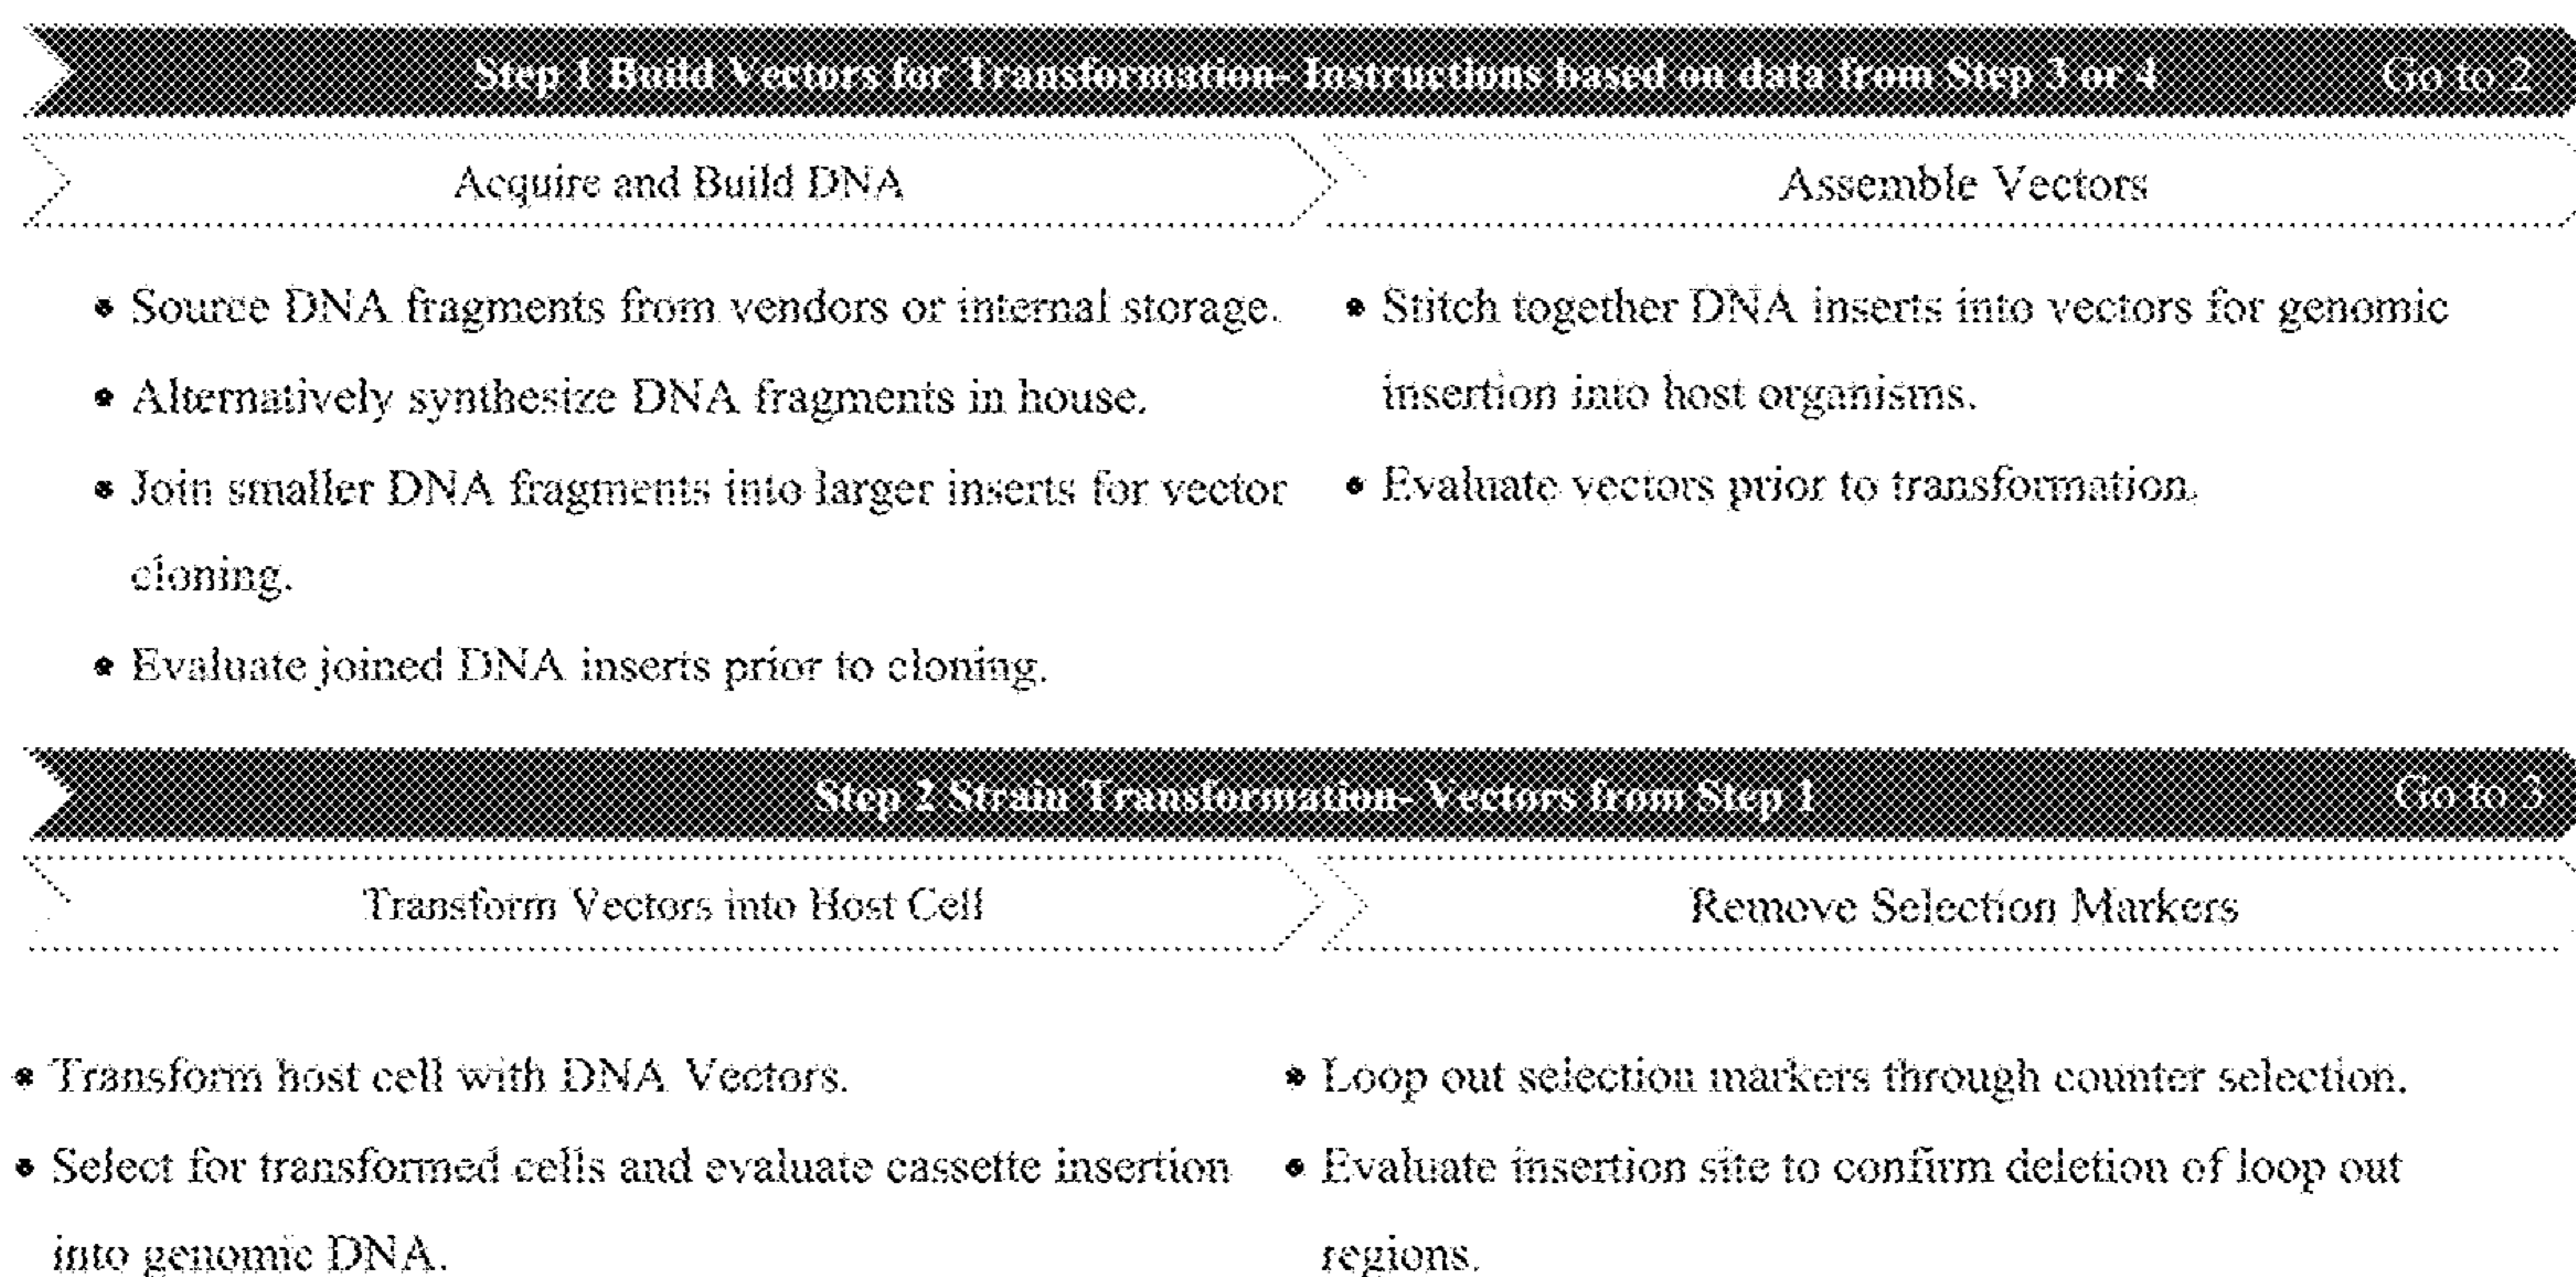 Step 1 Build Vectors for Transformation- Instructions based on data from Step 3 or 4 Go to 2
Acquire and Build DNA
Assemble Vectors
• Source DNA fragments from vendors or internal storage.
• Alternatively synthesize DNA fragments in house.
• Join smaller DNA fragments into larger inserts for vector
cloning.
• Evaluate joined DNA inserts prior to cloning.
• Stitch together DNA inserts into vectors for genomic
insertion into host organisms.
• Evaluate vectors prior to transformation.
Step 2 Strain Transformation- Vectors from Step 1 Go to 3
Transform Vectors into Host Cell
Remove Selection Markers
• Transform host cell with DNA Vectors.
• Select for transformed cells and evaluate cassette insertion
into genomic DNA.
• Loop out selection markers through counter selection.
• Evaluate insertion site to confirm deletion of loop out
regions.